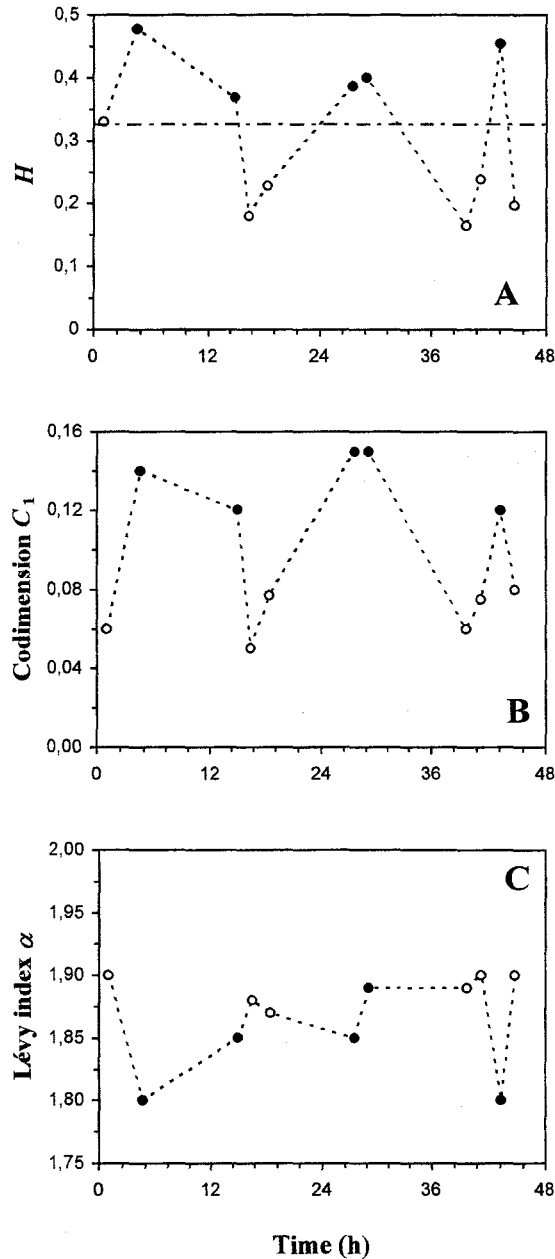 0,5
0,4
0,3
0,2
0,1
0
H
A
0 12 24 36 48
0,16
0,12
0,08
0,04
0,00
Codimension C1
B
0 12 24 36 48
2,00
1,95
1,90
1,85
1,80
1,75
Lévy index α
C
0 12 24 36 48
Time (h)